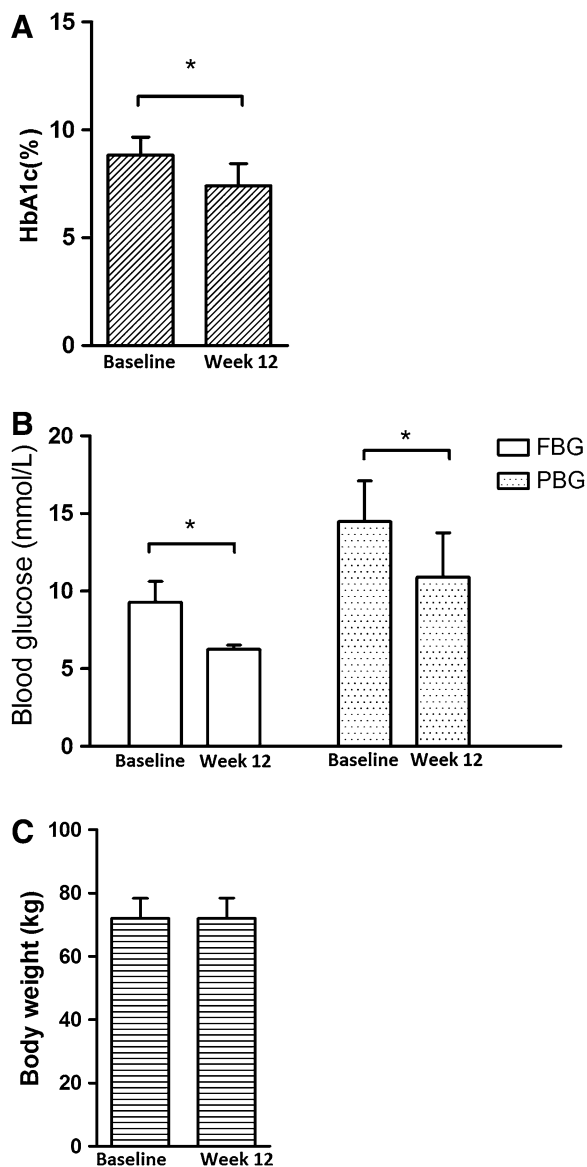 A
15
10
5
0
HbA1c(%)
*
Baseline Week 12
B
20
15
10
5
0
Blood glucose (mmol/L)
*
*
FBG
PBG
Baseline Week 12 Baseline Week 12
C
100
80
60
40
20
0
Body weight (kg)
Baseline Week 12